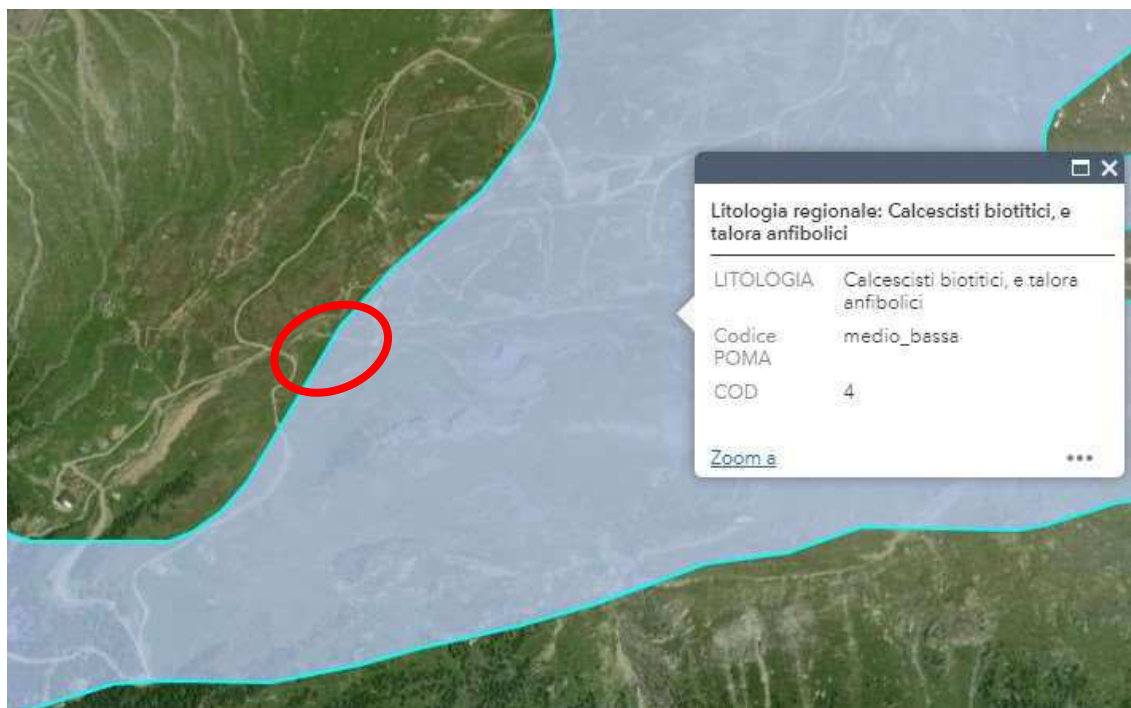 Litologia regionale: Calcescisti biotitici, e
talora anfibolici
LITOLOGIA Calcescisti biotitici, e talora
anfibolici
Codice medio_bassa
POMA
COD 4
Zoom a